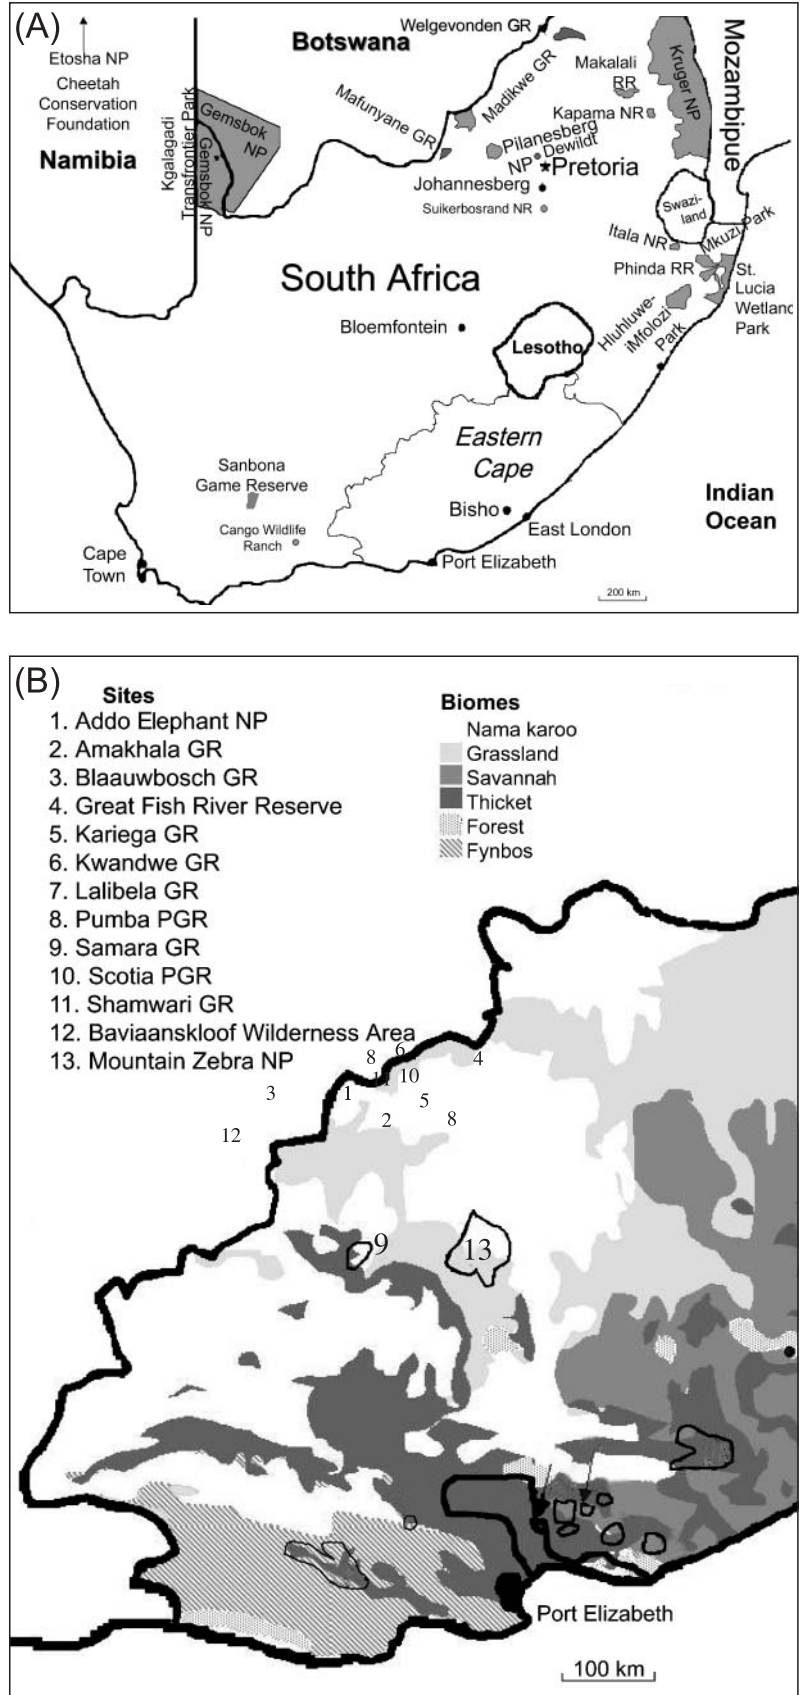 (A)
Botswana
Welgevonden GR
Etosha NP
Cheetah
Conservation
Foundation
Namibia
Kgalagadi
Transfrontier Park
Gemsbok
NP
Gemsbok NP
Mafunyane GR
Madikwe GR
Makalali
RR
Kruger NP
Mozambipue
Kapama NR
Pilanesberg
NP
Dewildt
Pretoria
Johannesberg
Suikerbosrand NR
Swazi-
land
Itala NR
Mkuzi Park
Phinda RR
St.
Lucia
Wetland
Park
South Africa
Hluhluwe-
iMfolozi
Park
Bloemfontein
Lesotho
Eastern
Cape
Sanbona
Game Reserve
Bisho
Indian
Ocean
Cango Wildlife
Ranch
East London
Cape
Town
Port Elizabeth
200 km
(B)
Sites
1. Addo Elephant NP
2. Amakhala GR
3. Blaauwbosch GR
4. Great Fish River Reserve
5. Kariega GR
6. Kwandwe GR
7. Lalibela GR
8. Pumba PGR
9. Samara GR
10. Scotia PGR
11. Shamwari GR
12. Baviaanskloof Wilderness Area
13. Mountain Zebra NP
Biomes
Nama karoo
Grassland
Savannah
Thicket
Forest
Fynbos
6
8
4
11
10
3
1
5
2
8
12
9
13
Port Elizabeth
100 km